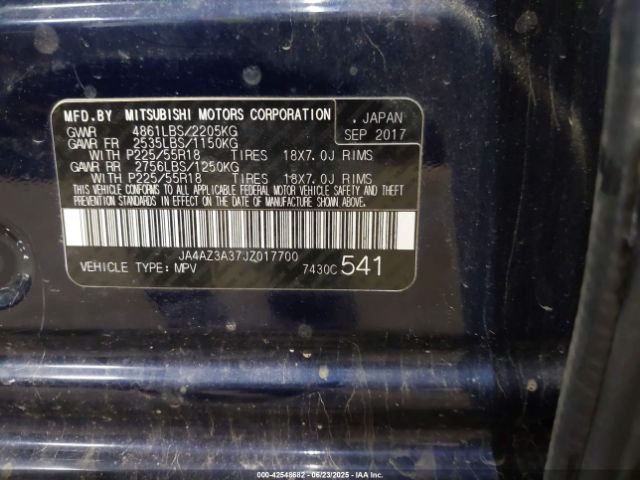 MFD.BY MITSUBISHI MOTORS CORPORATION , JAPAN
GVWR 4861LBS/2205KG SEP 2017
GAWR FR 2535LBS/1150KG
WITH P225/55R18 TIRES 18X7.0J RIMS
GAWR RR 2756LBS/1250KG
WITH P225/55R18 TIRES 18X7.0J RIMS
THIS VEHICLE CONFORMS TO ALL APPLICABLE FEDERAL MOTOR VEHICLE SAFETY AND THEFT
PREVENTION STANDARDS IN EFFECT ON THE DATE OF MANUFACTURE SHOWN ABOVE.
JA4AZ3A37JZ017700
VEHICLE TYPE: MPV 7430C 541
000-42548682 - 06/23/2025 - IAA Inc.